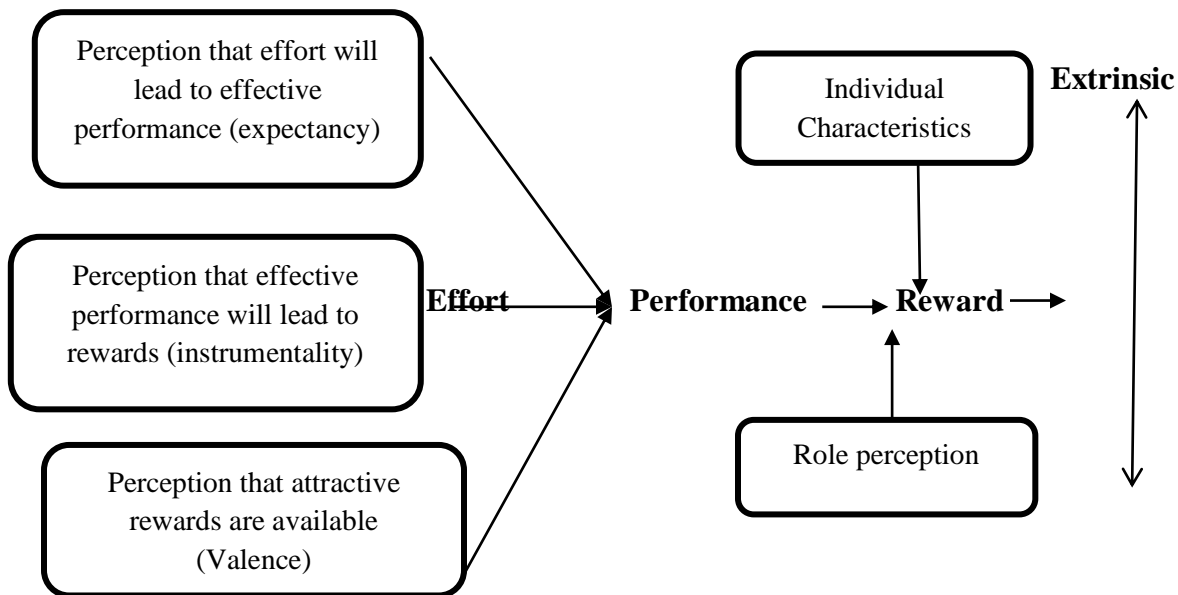 Perception that effort will
lead to effective
performance (expectancy)
Perception that effective
performance will lead to
rewards (instrumentality)
Perception that attractive
rewards are available
(Valence)
Effort
Performance
Individual
Characteristics
Reward
Role perception
Extrinsic